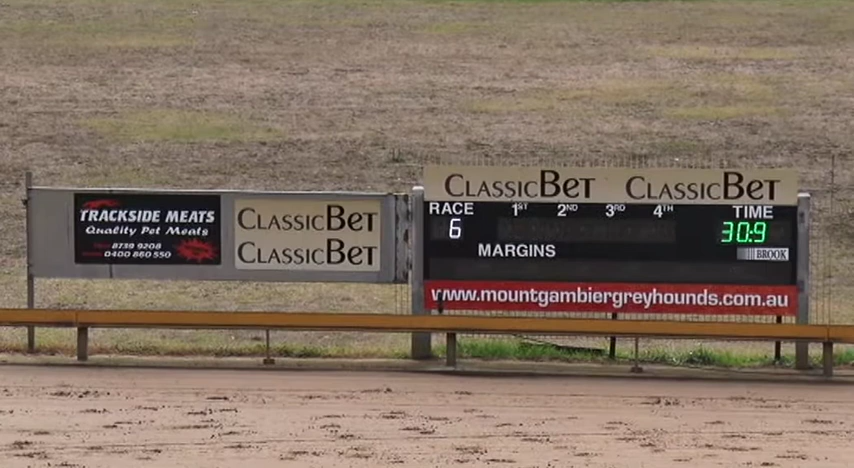 TRACKSIDE MEATS
Quality Pet Meats
8739 9208
0400 860 550
CLASSICBET
CLASSICBET
CLASSICBET CLASSICBET
RACE 1ST 2ND 3RD 4TH TIME
6 30:9
MARGINS
BROOK
www.mountgambiergreyhounds.com.au